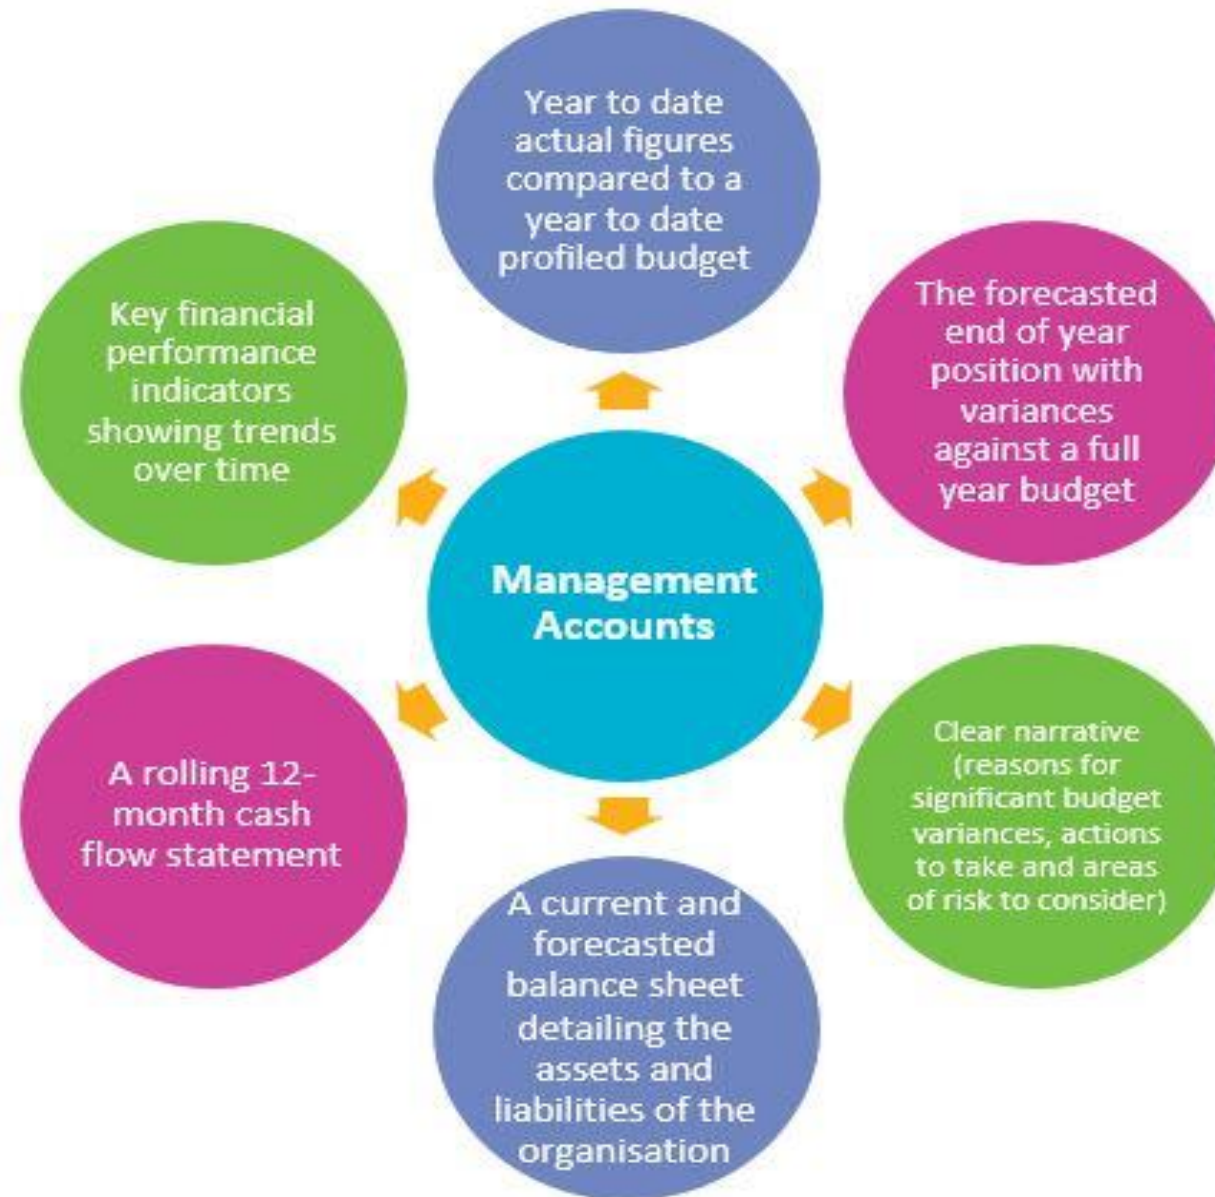 Year to date
actual figures
compared to a
year to date
profiled budget
The forecasted
end of year
position with
variances
against a full
year budget
Clear narrative
(reasons for
significant budget
variances, actions
to take and areas
of risk to consider)
A current and
forecasted
balance sheet
detailing the
assets and
liabilities of the
organisation
A rolling 12-
month cash
flow statement
Key financial
performance
indicators
showing trends
over time
Management
Accounts